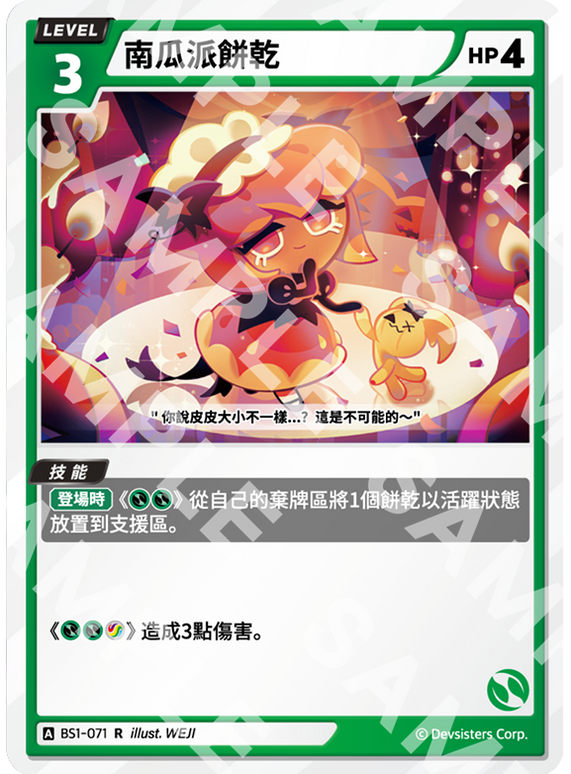 LEVEL
3
南瓜派餅乾
HP 4
"你說皮皮大小不一樣...? 這是不可能的~"
技能
登場時 《》從自己的棄牌區將1個餅乾以活躍狀態
放置到支援區。
《》造成3點傷害。
A BS1-071 R illust. WEJI
© Devsisters Corp.
SAMPLE